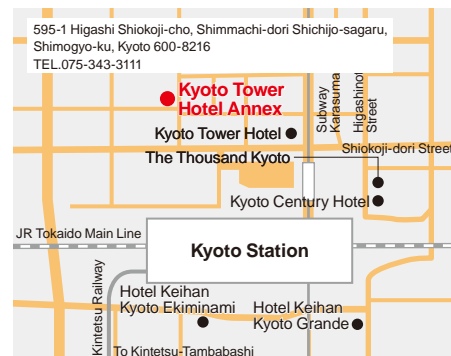 595-1 Higashi Shiokoji-cho, Shimmachi-dori Shichijo-sagaru,
Shimogyo-ku, Kyoto 600-8216
TEL.075-343-3111
Kyoto Tower
Hotel Annex
Subway
Karasuma
Street
Kyoto Tower Hotel
Shiokoji-dori Street
The Thousand Kyoto
Kyoto Century Hotel
JR Tokaido Main Line
Kyoto Station
Kintetsu Railway
Hotel Keihan
Kyoto Ekiminami
Hotel Keihan
Kyoto Grande
To Kintetsu-Tambabashi